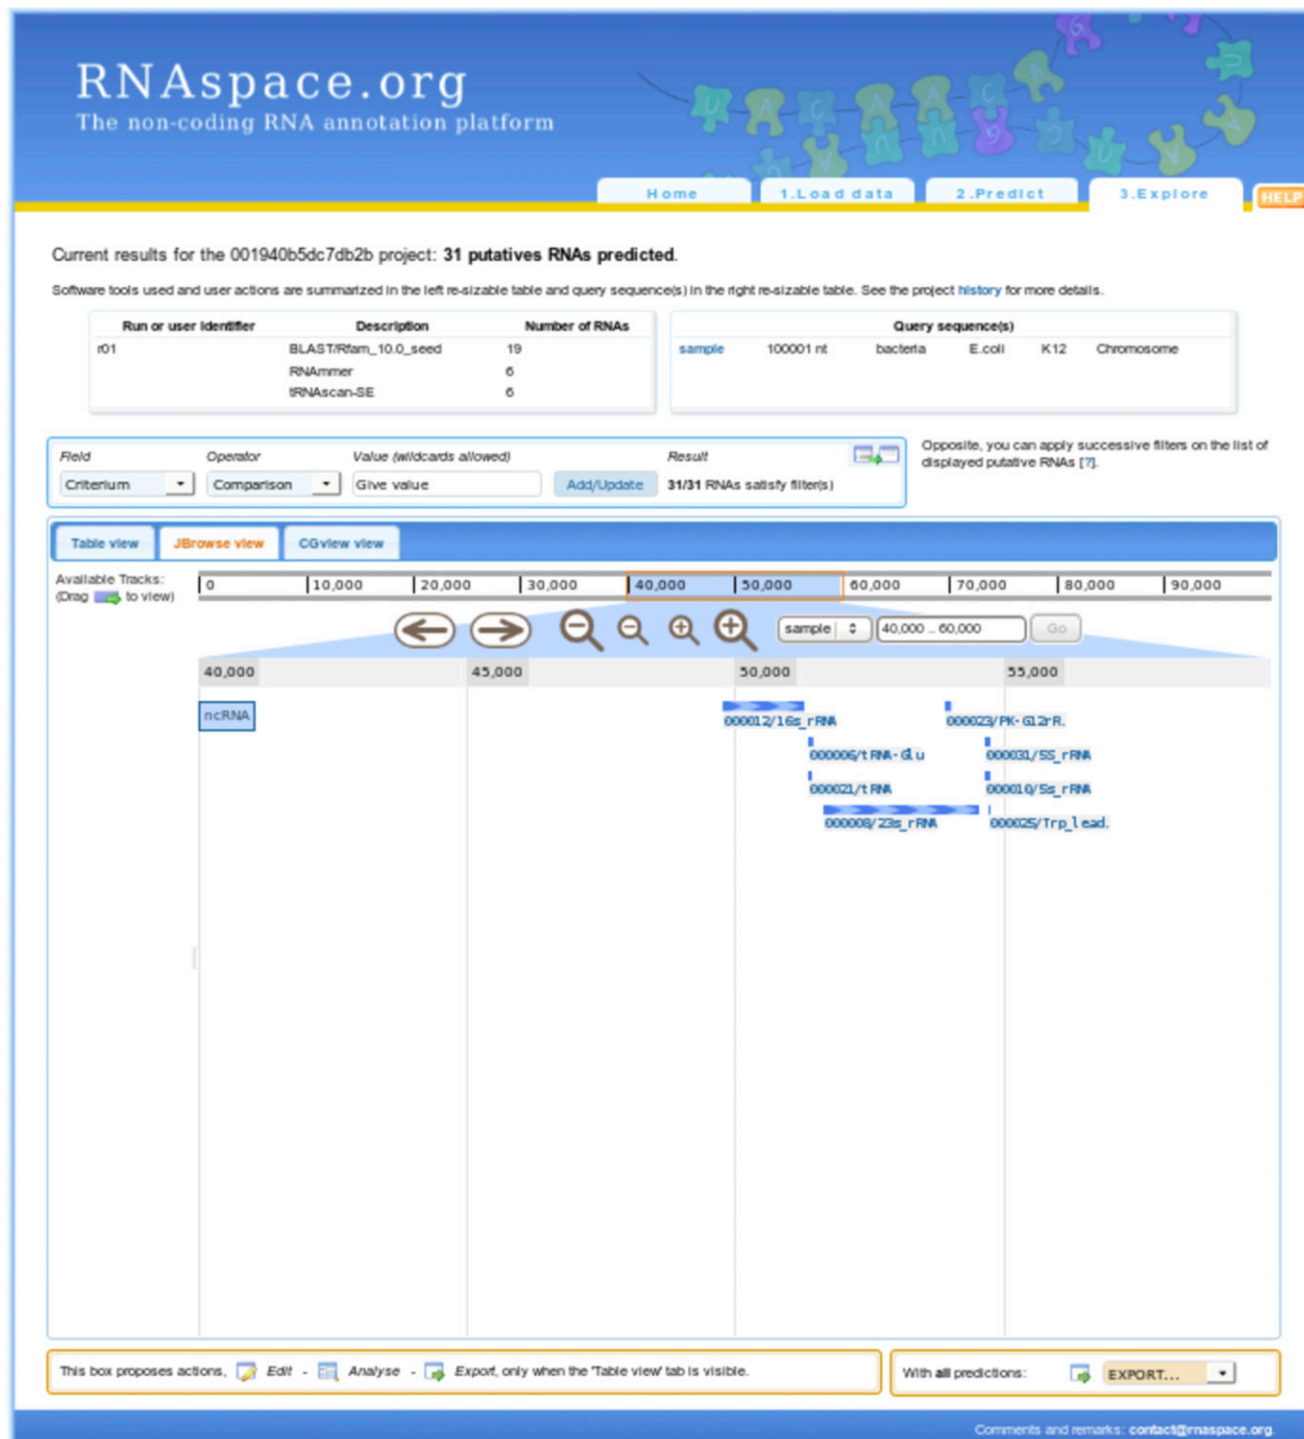 RNAspace.org
The non-coding RNA annotation platform
Home 1.Load data 2.Predict 3.Explore HELP
Current results for the 001940b5dc7db2b project: 31 putatives RNAs predicted.
Software tools used and user actions are summarized in the left re-sizable table and query sequence(s) in the right re-sizable table. See the project history for more details.
Run or user identifier Description Number of RNAs
r01 BLAST/Rfam_10.0_seed 19
RNAmmer 6
tRNAscan-SE 6
Query sequence(s)
sample 100001 nt bacteria E.coli K12 Chromosome
Field Operator Value (wildcards allowed) Result
Criterium Comparison Give value Add/Update 31/31 RNAs satisfy filter(s)
Opposite, you can apply successive filters on the list of
displayed putative RNAs [?].
Table view JBrowse view CGview view
Available Tracks:
(Drag to view)
0 10,000 20,000 30,000 40,000 50,000 60,000 70,000 80,000 90,000
sample 40,000 .. 60,000 Go
40,000 45,000 50,000 55,000
ncRNA
000012/16s_rRNA 000023/PK-G12rR.
000006/tRNA-Glu 000031/5S_rRNA
000021/tRNA 000016/5s_rRNA
000008/23s_rRNA 000025/Trp_lead.
This box proposes actions, Edit - Analyse - Export, only when the 'Table view' tab is visible.
With all predictions: EXPORT...
Comments and remarks: contact@rnaspace.org